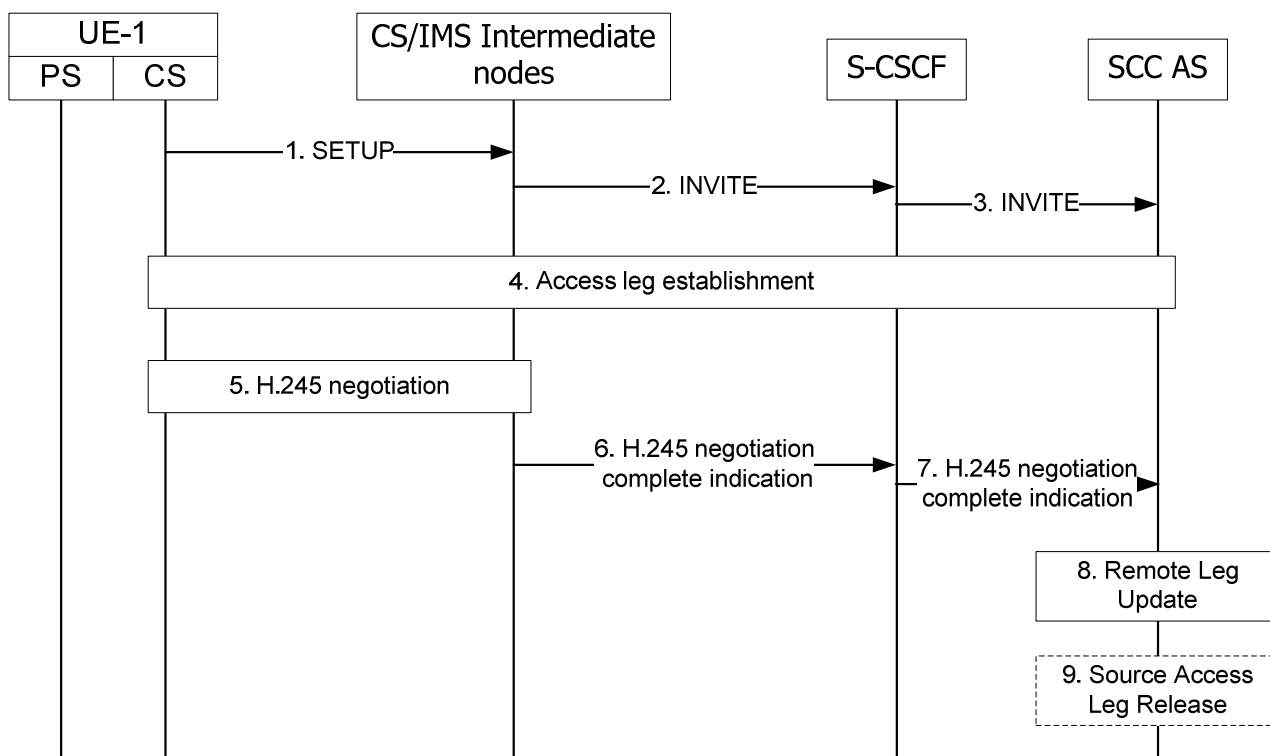 UE-1
PS
CS
CS/IMS Intermediate
nodes
S-CSCF
SCC AS
1. SETUP
2. INVITE
3. INVITE
4. Access leg establishment
5. H.245 negotiation
6. H.245 negotiation
complete indication
7. H.245 negotiation
complete indication
8. Remote Leg
Update
9. Source Access
Leg Release